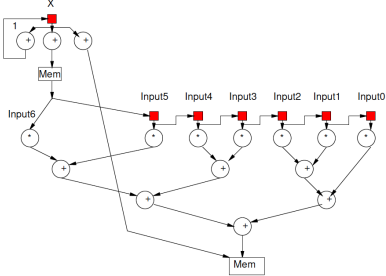 X
1
+ + +
Mem
Input5 Input4 Input3 Input2 Input1 Input0
Input6
* * * * * * *
+ + +
+ +
+
Mem